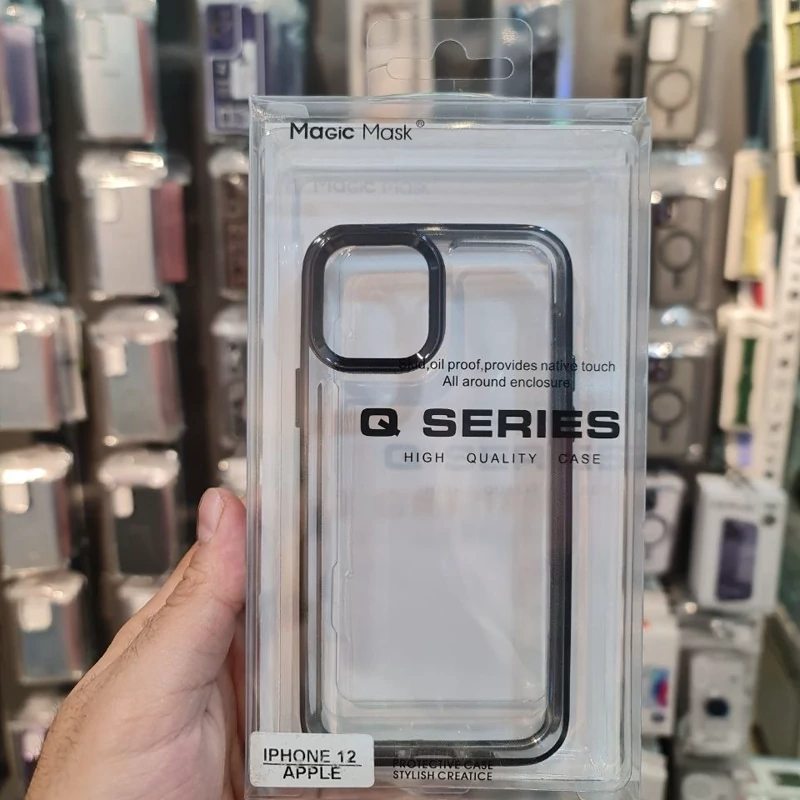 Magic Mask®
oil proof,provides native touch
All around enclosure
Q SERIES
HIGH QUALITY CASE
IPHONE 12
APPLE
PROTECTIVE CASE
STYLISH CREATICE